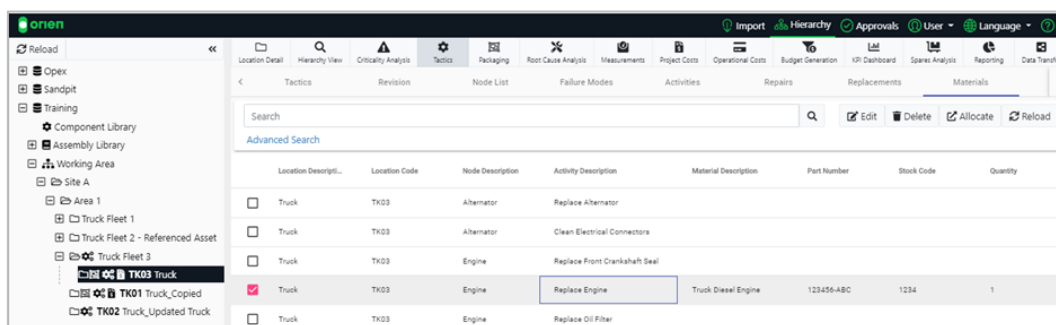 orien Import Hierarchy Approvals User Language
Reload
Location Detail Hierarchy View Criticality Analysis Tactics Packaging Root Cause Analysis Measurements Project Costs Operational Costs Budget Generation KPI Dashboard Spares Analysis Reporting Data Transf
Opex
Sandpit
Training
Component Library
Assembly Library
Working Area
Site A
Area 1
Truck Fleet 1
Truck Fleet 2 - Referenced Asset
Truck Fleet 3
TK03 Truck
TK01 Truck_Copied
TK02 Truck_Updated Truck
Tactics Revision Node List Failure Modes Activities Repairs Replacements Materials
Search Edit Delete Allocate Reload
Advanced Search
Location Descripti... Location Code Node Description Activity Description Material Description Part Number Stock Code Quantity
Truck TK03 Alternator Replace Alternator
Truck TK03 Alternator Clean Electrical Connectors
Truck TK03 Engine Replace Front Crankshaft Seal
Truck TK03 Engine Replace Engine Truck Diesel Engine 123456-ABC 1234 1
Truck TK03 Engine Replace Oil Filter